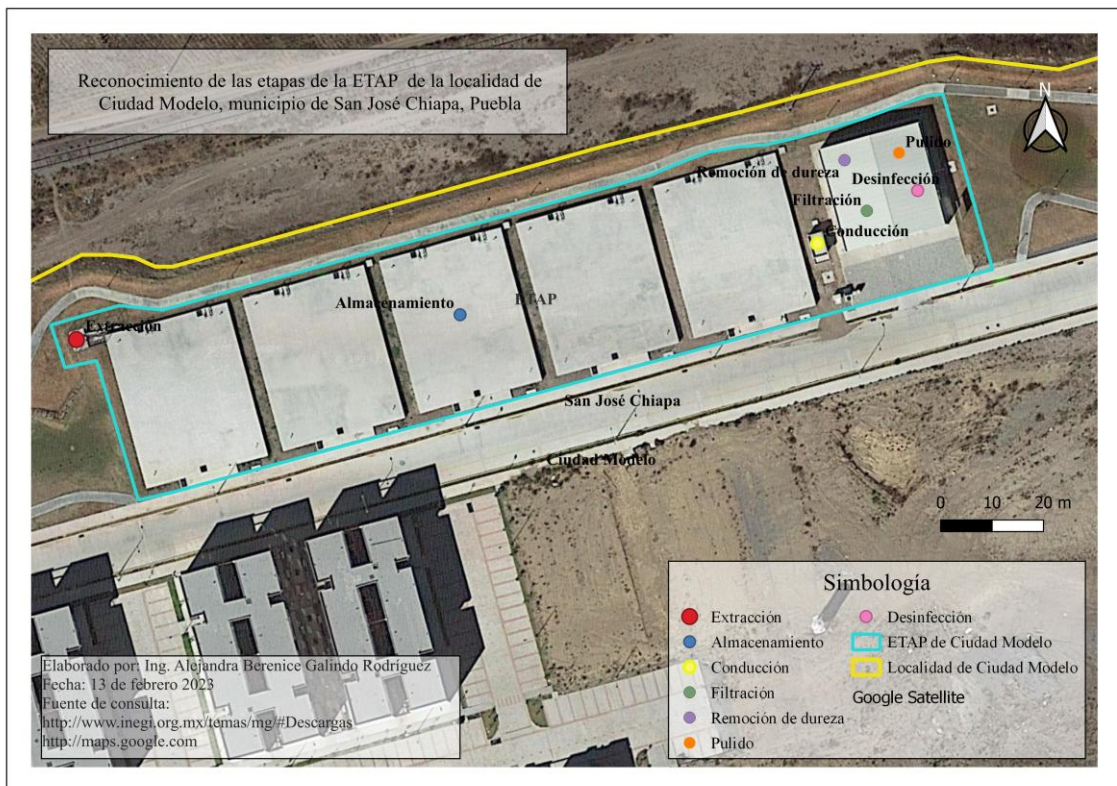 Reconocimiento de las etapas de la ETAP de la localidad de
Ciudad Modelo, municipio de San José Chiapa, Puebla
N
Pulido
Remoción de dureza
Desinfección
Filtración
Conducción
Almacenamiento
ETAP
Extracción
San José Chiapa
Ciudad Modelo
0 10 20 m
Simbología
Extracción
Almacenamiento
Conducción
Filtración
Remoción de dureza
Pulido
Desinfección
ETAP de Ciudad Modelo
Localidad de Ciudad Modelo
Google Satellite
Elaborado por: Ing. Alejandra Berenice Galindo Rodríguez
Fecha: 13 de febrero 2023
Fuente de consulta:
http://www.inegi.org.mx/temas/mg/#Descargas
http://maps.google.com